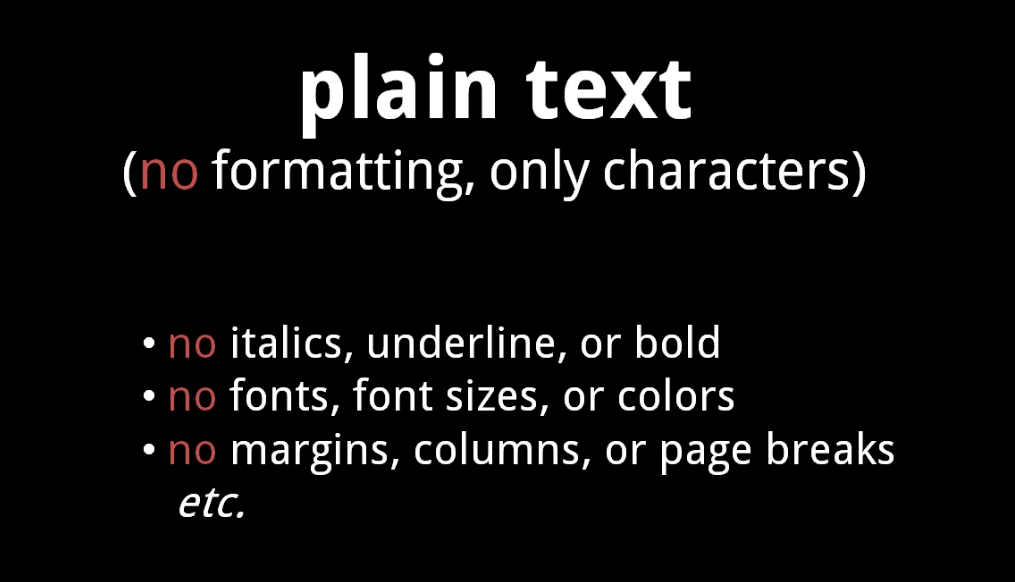 plain text
(no formatting, only characters)
• no italics, underline, or bold
• no fonts, font sizes, or colors
• no margins, columns, or page breaks
etc.